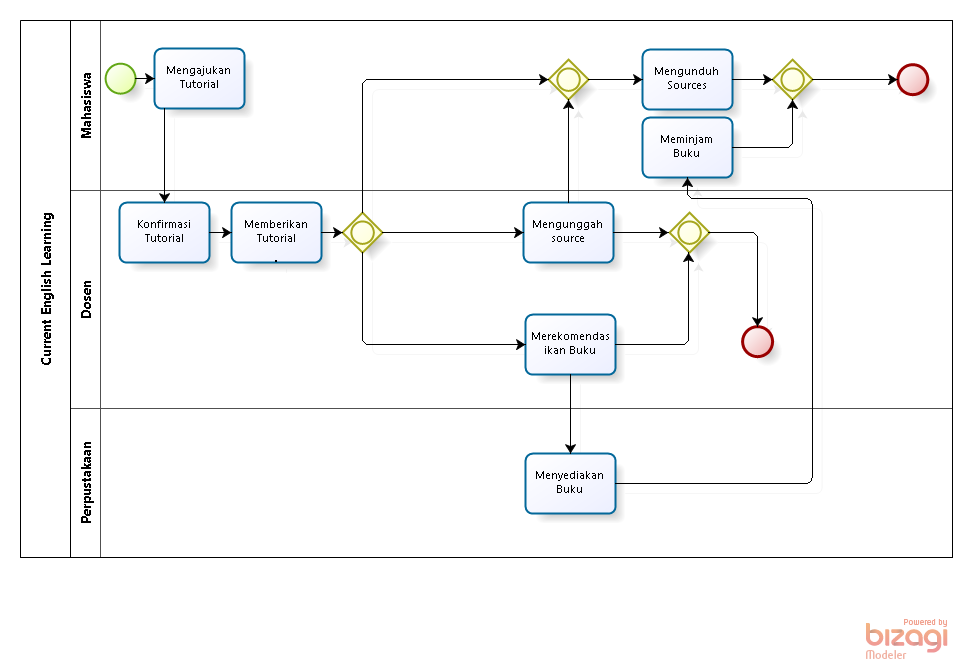 Current English Learning
Mahasiswa
Mengajukan
Tutorial
Mengunduh
Sources
Meminjam
Buku
Dosen
Konfirmasi
Tutorial
Memberikan
Tutorial
.
Mengunggah
source
Merekomendas
ikan Buku
Perpustakaan
Menyediakan
Buku
Powered by
bizagi
Modeler